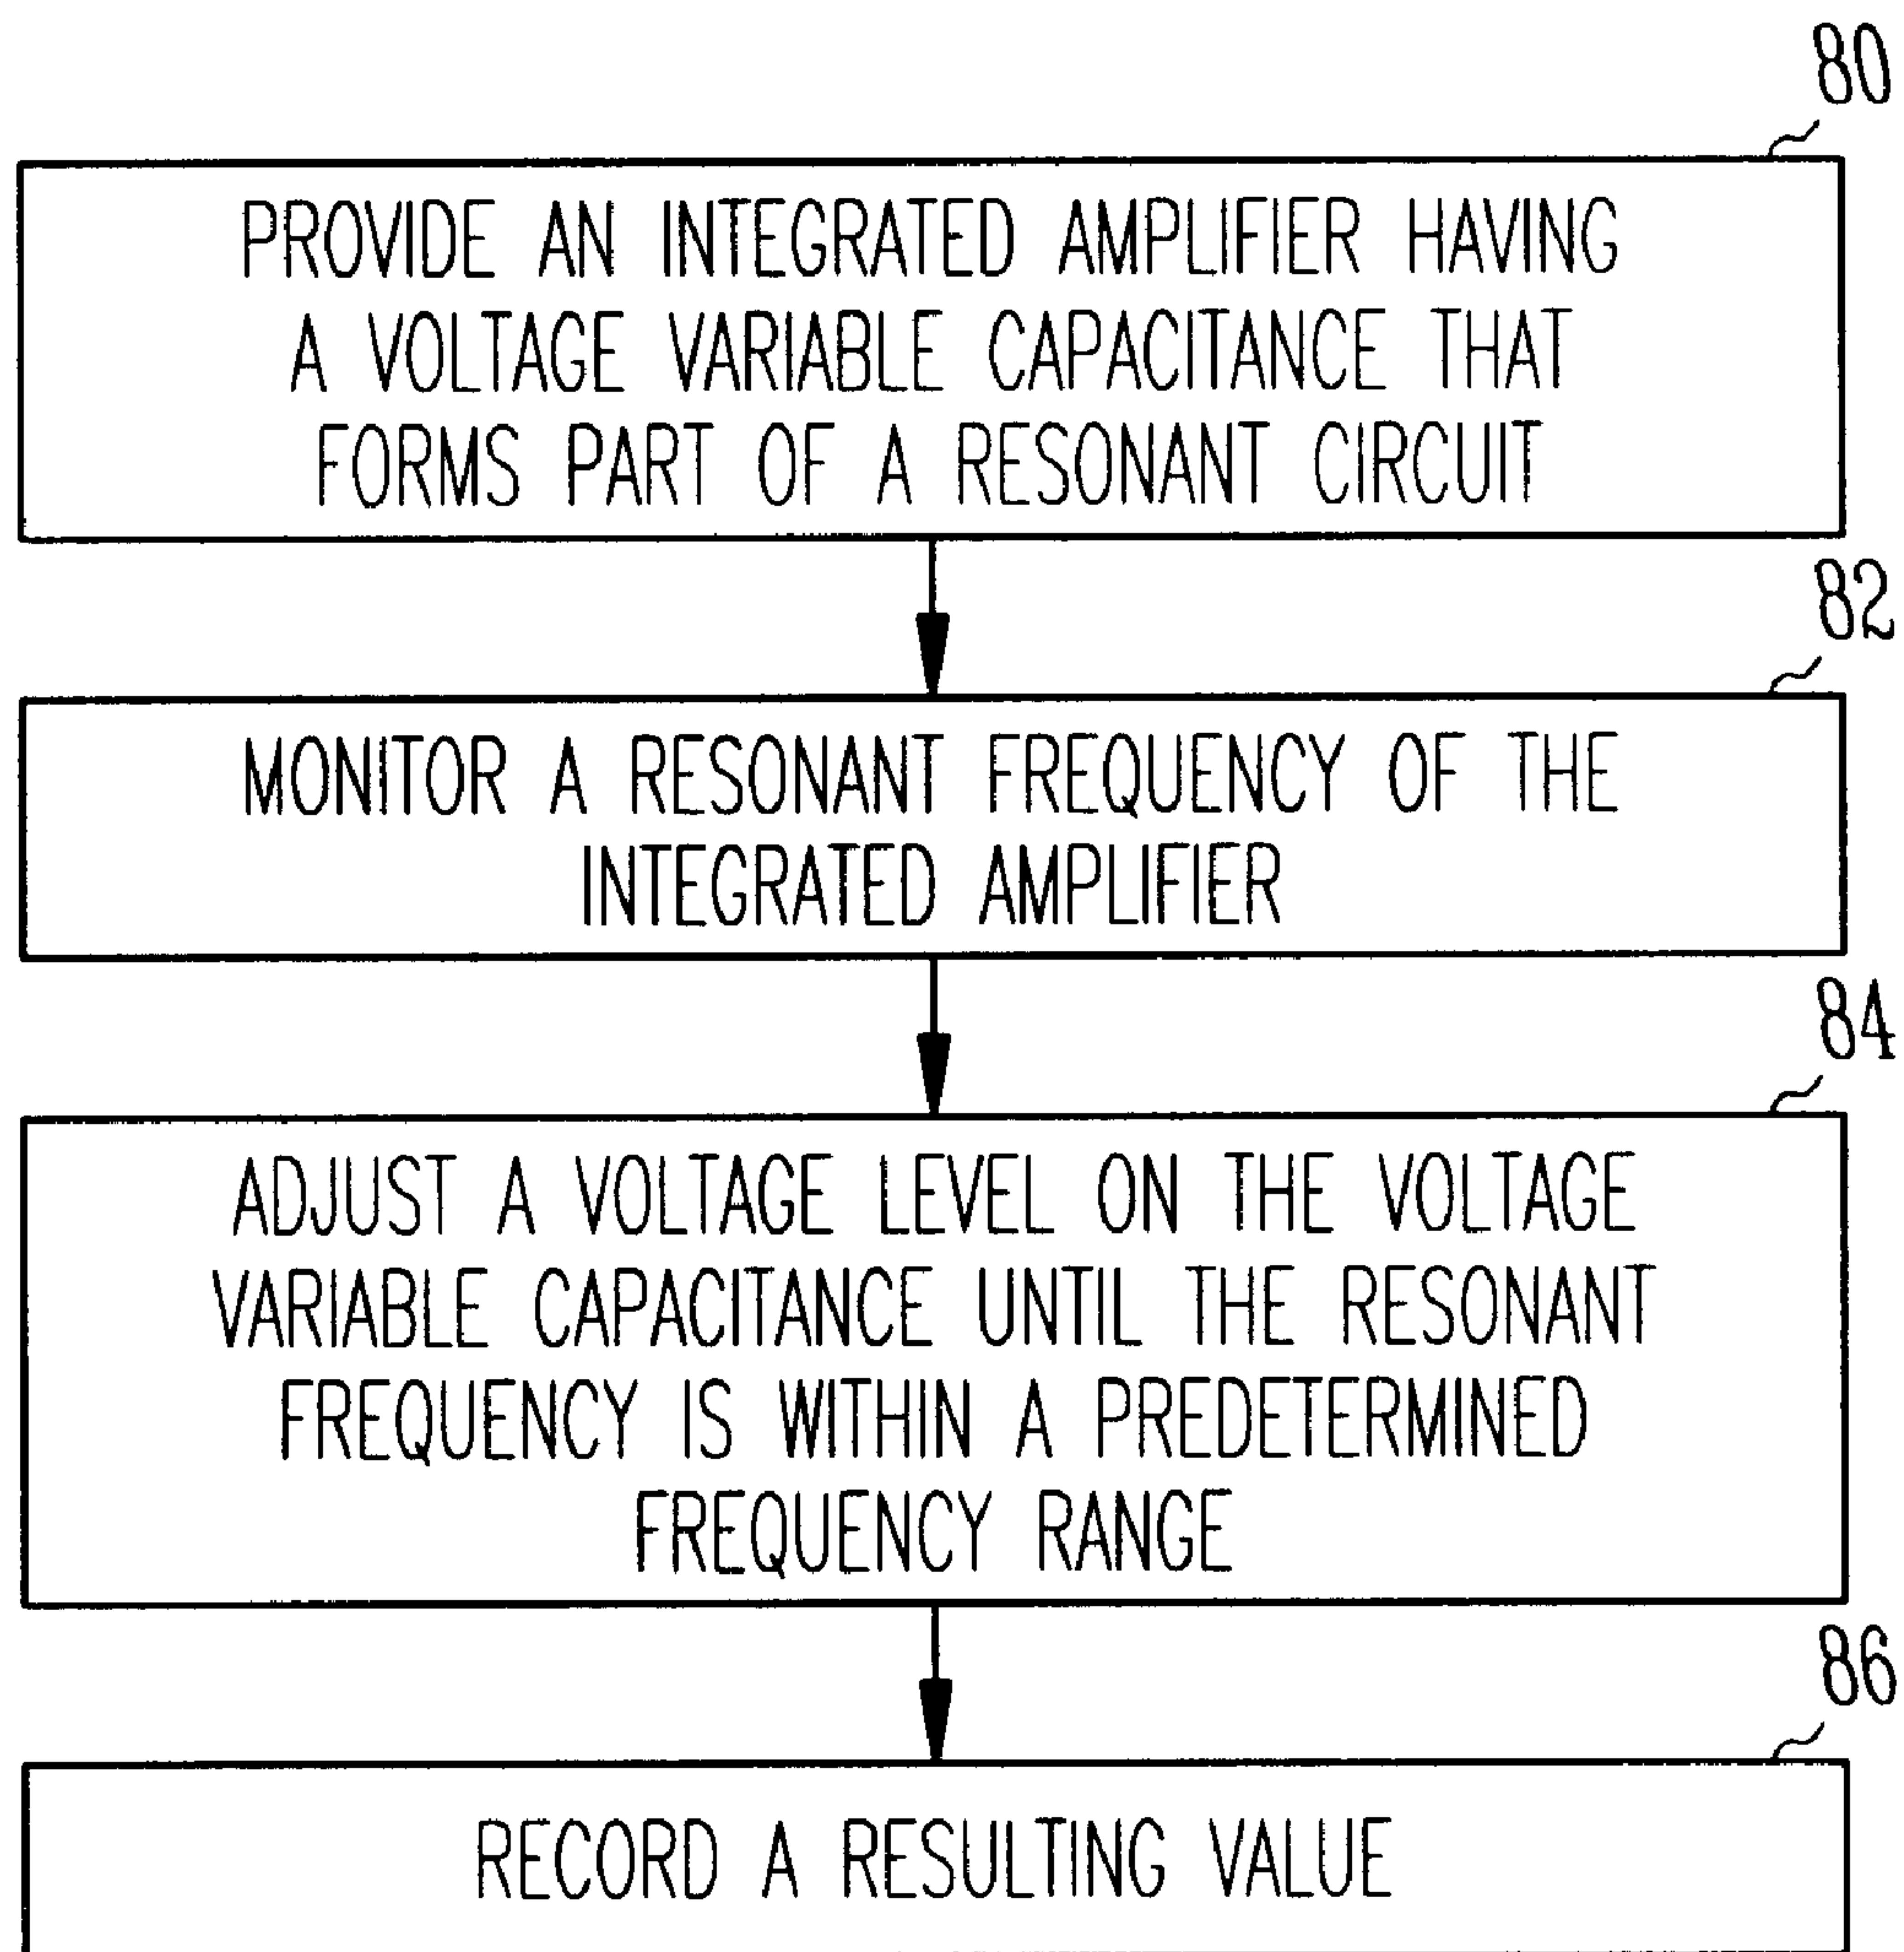 80
PROVIDE AN INTEGRATED AMPLIFIER HAVING
A VOLTAGE VARIABLE CAPACITANCE THAT
FORMS PART OF A RESONANT CIRCUIT
82
MONITOR A RESONANT FREQUENCY OF THE
INTEGRATED AMPLIFIER
84
ADJUST A VOLTAGE LEVEL ON THE VOLTAGE
VARIABLE CAPACITANCE UNTIL THE RESONANT
FREQUENCY IS WITHIN A PREDETERMINED
FREQUENCY RANGE
86
RECORD A RESULTING VALUE